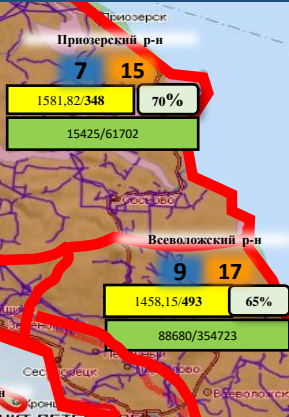 Приозерск
Приозерский р-н
7 15
1581,82/348 70%
15425/61702
Сосново
Всеволожский р-н
9 17
1458,15/493 65%
88680/354723
Всеволожск